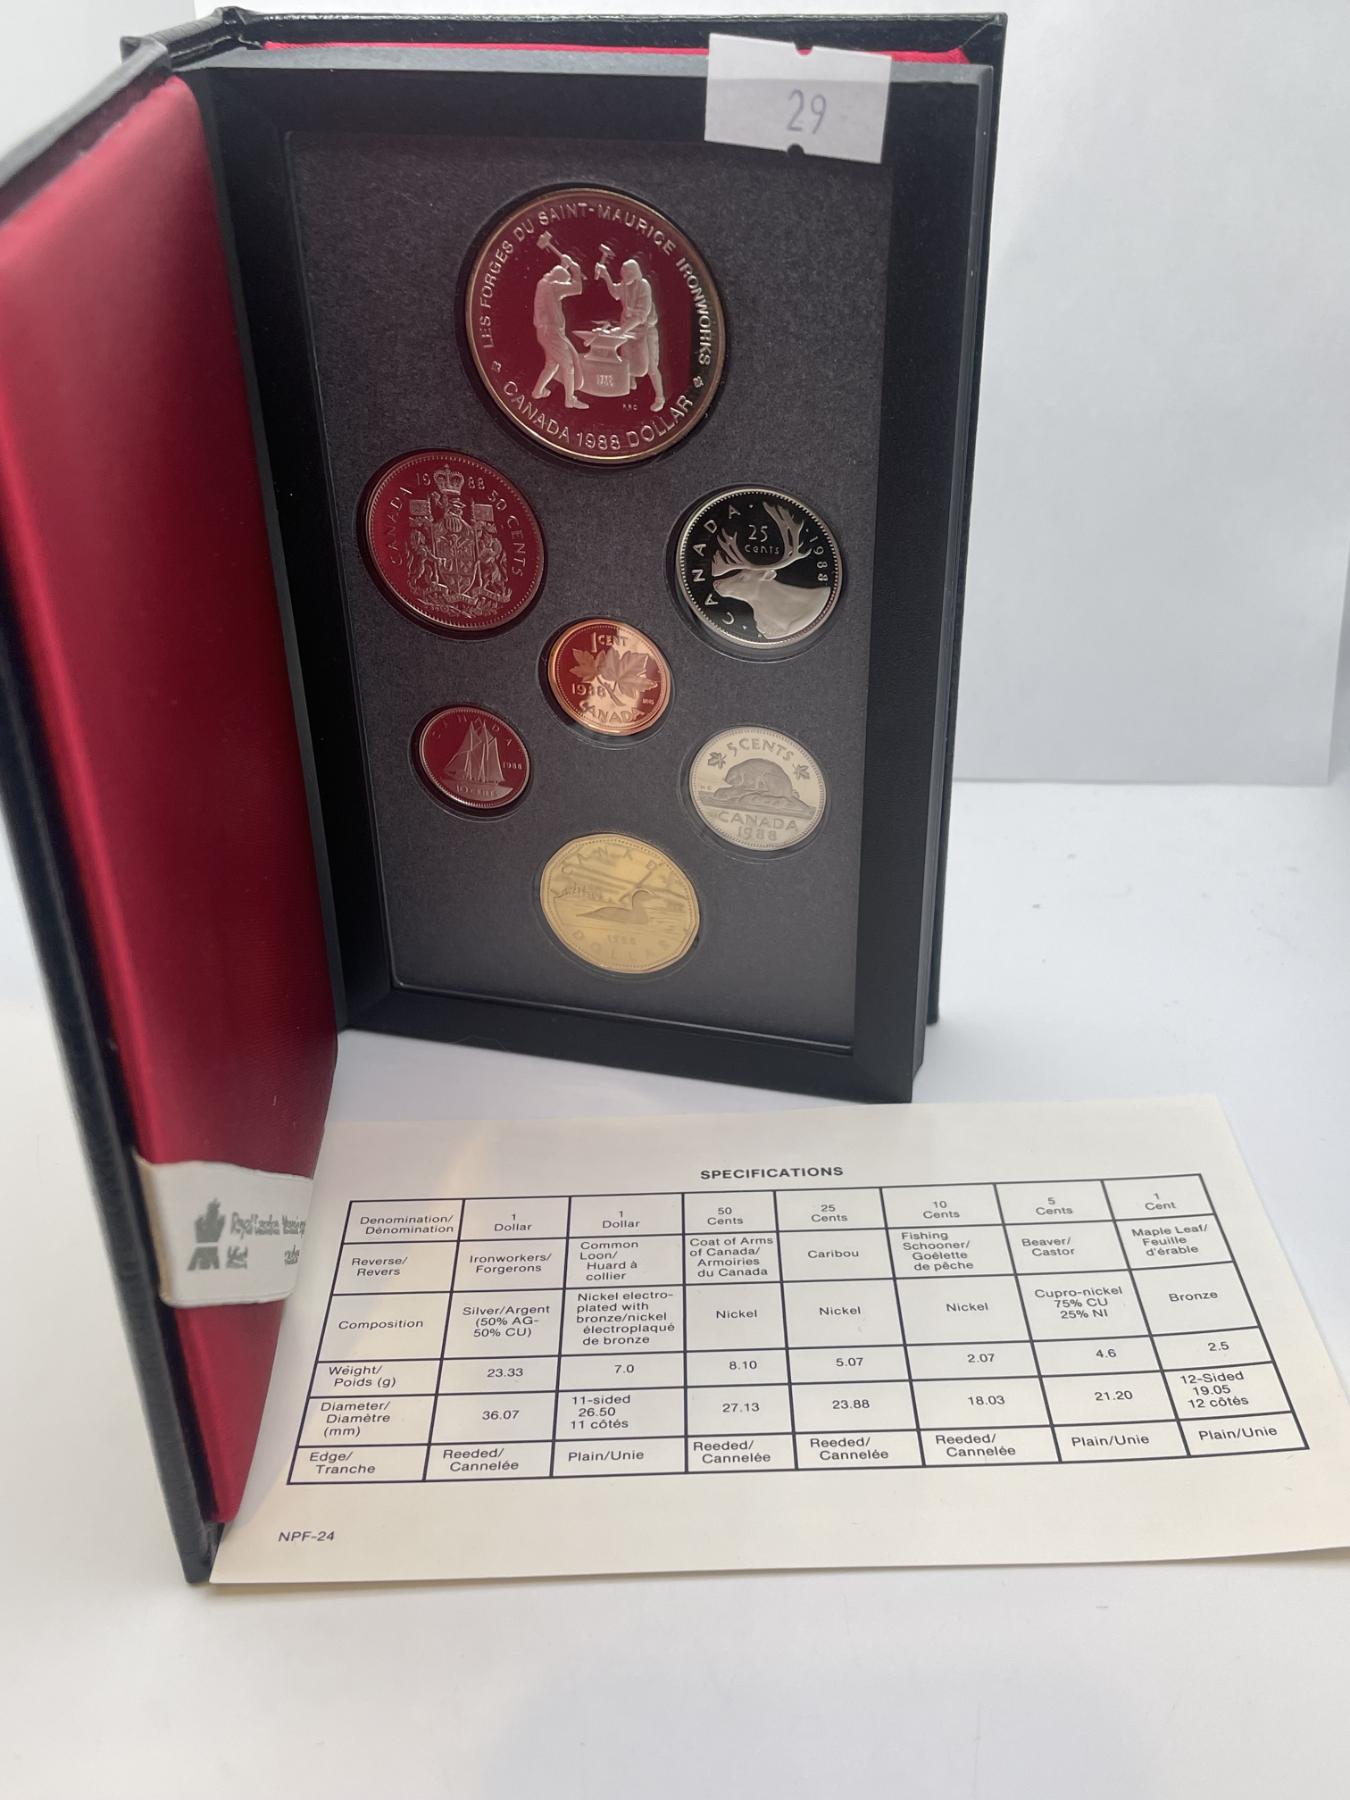 29
LES FORGES DU SAINT-MAURICE IRONWORKS
CANADA 1988 DOLLAR
CANADA 1988 50 CENTS
CANADA 1988
25
cents
1 CENT
1988
CANADA
CANADA
1988
10 CENTS
5 CENTS
CANADA
1988
CANADA
1988
DOLLAR
Royal Canadian
SPECIFICATIONS
Denomination/ Dénomination
1 Dollar
1 Dollar
50 Cents
25 Cents
10 Cents
5 Cents
1 Cent
Reverse/ Revers
Ironworkers/ Forgerons
Common Loon/ Huard à collier
Coat of Arms of Canada/ Armoiries du Canada
Caribou
Fishing Schooner/ Goélette de pêche
Beaver/ Castor
Maple Leaf/ Feuille d'érable
Composition
Silver/Argent (50% AG- 50% CU)
Nickel electro- plated with bronze/nickel électroplaqué de bronze
Nickel
Nickel
Nickel
Cupro-nickel 75% CU 25% NI
Bronze
Weight/ Poids (g)
23.33
7.0
8.10
5.07
2.07
4.6
2.5
Diameter/ Diamètre (mm)
36.07
11-sided 26.50 11 côtés
27.13
23.88
18.03
21.20
12-Sided 19.05 12 côtés
Edge/ Tranche
Reeded/ Cannelée
Plain/Unie
Reeded/ Cannelée
Reeded/ Cannelée
Reeded/ Cannelée
Plain/Unie
Plain/Unie
NPF-24